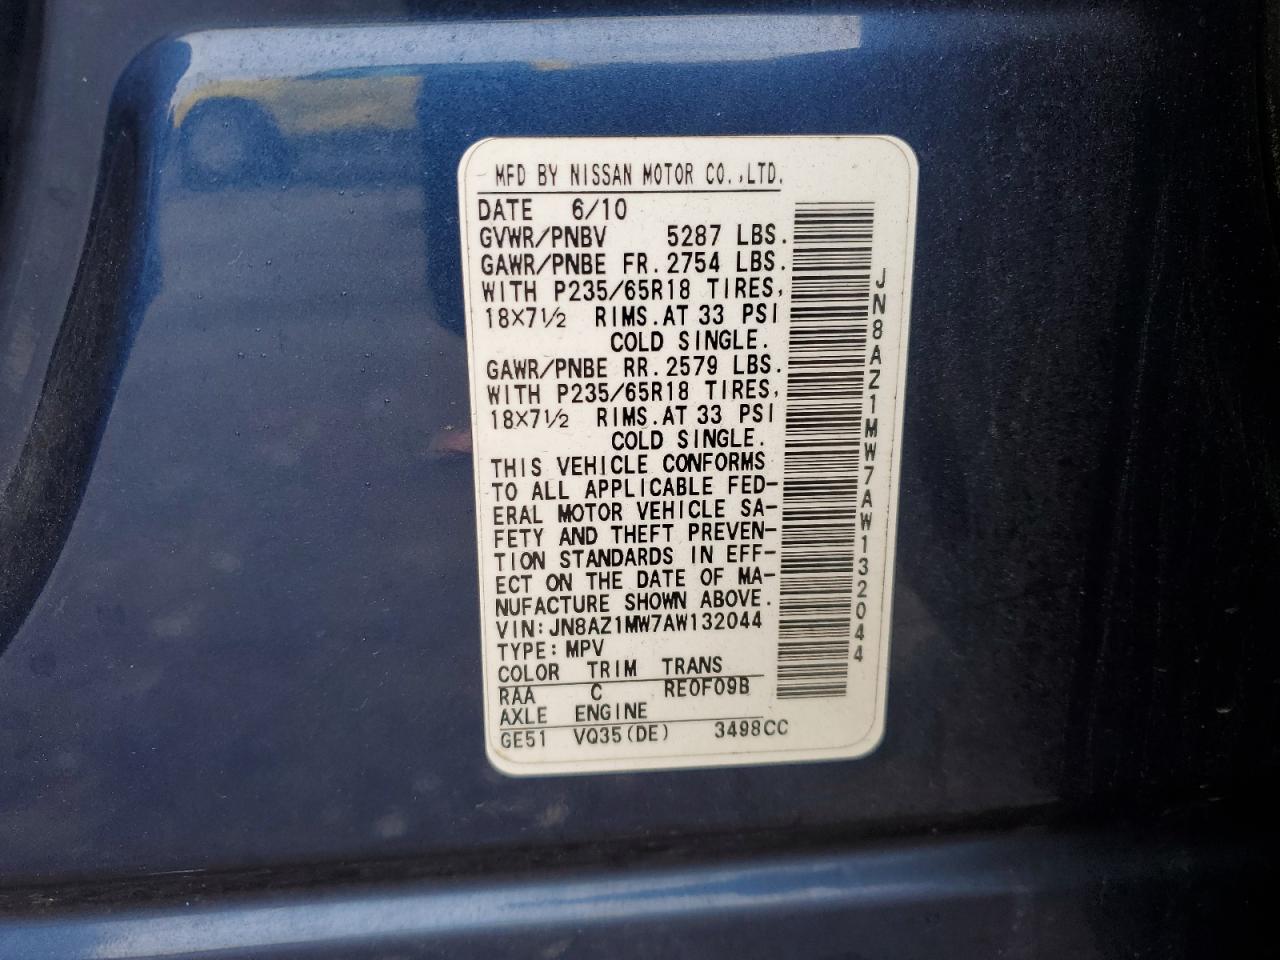 MFD BY NISSAN MOTOR CO.,LTD.
DATE 6/10
GVWR/PNBV 5287 LBS.
GAWR/PNBE FR. 2754 LBS.
WITH P235/65R18 TIRES,
18X7½ RIMS.AT 33 PSI
COLD SINGLE.
GAWR/PNBE RR. 2579 LBS.
WITH P235/65R18 TIRES,
18X7½ RIMS.AT 33 PSI
COLD SINGLE.
THIS VEHICLE CONFORMS
TO ALL APPLICABLE FED-
ERAL MOTOR VEHICLE SA-
FETY AND THEFT PREVEN-
TION STANDARDS IN EFF-
ECT ON THE DATE OF MA-
NUFACTURE SHOWN ABOVE.
VIN:JN8AZ1MW7AW132044
TYPE:MPV
COLOR TRIM TRANS
RAA C RE0F09B
AXLE ENGINE
GE51 VQ35(DE) 3498CC
JN8AZ1MW7AW132044